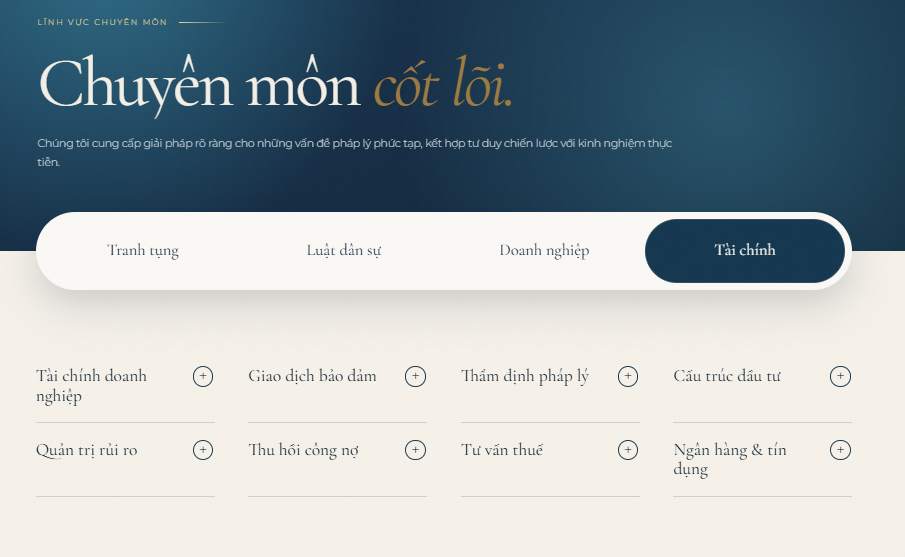 LĨNH VỰC CHUYÊN MÔN
Chuyên môn cốt lõi.
Chúng tôi cung cấp giải pháp rõ ràng cho những vấn đề pháp lý phức tạp, kết hợp tư duy chiến lược với kinh nghiệm thực
tiễn.
Tranh tụng
Luật dân sự
Doanh nghiệp
Tài chính
Tài chính doanh
nghiệp
Giao dịch bảo đảm
Thẩm định pháp lý
Cấu trúc đầu tư
Quản trị rủi ro
Thu hồi công nợ
Tư vấn thuế
Ngân hàng & tín
dụng